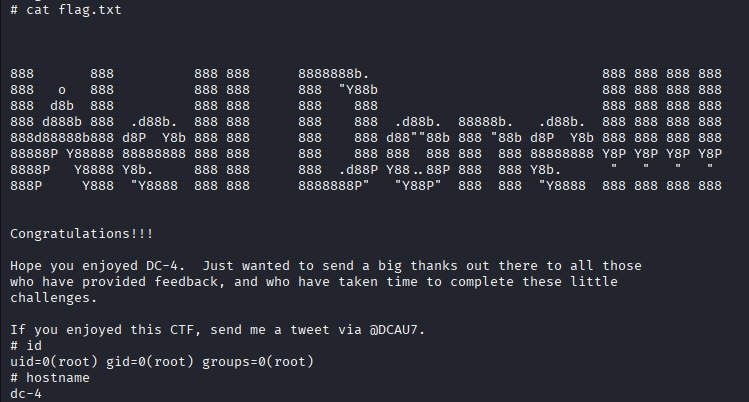 # cat flag.txt
888       888          888 888      8888888b.                             888 888 888 888
888   o   888          888 888      888  "Y88b                            888 888 888 888
888  d8b  888          888 888      888    888                            888 888 888 888
888 d888b 888  .d88b.  888 888      888    888  .d88b.  88888b.   .d88b.  888 888 888 888
888d88888b888 d8P  Y8b 888 888      888    888 d88""88b 888 "88b d8P  Y8b 888 888 888 888
88888P Y88888 88888888 888 888      888    888 888  888 888  888 88888888 Y8P Y8P Y8P Y8P
8888P   Y8888 Y8b.     888 888      888  .d88P Y88..88P 888  888 Y8b.      "   "   "   "
888P     Y888  "Y8888  888 888      8888888P"   "Y88P"  888  888  "Y8888  888 888 888 888
Congratulations!!!
Hope you enjoyed DC-4.  Just wanted to send a big thanks out there to all those
who have provided feedback, and who have taken time to complete these little
challenges.
If you enjoyed this CTF, send me a tweet via @DCAU7.
# id
uid=0(root) gid=0(root) groups=0(root)
# hostname
dc-4